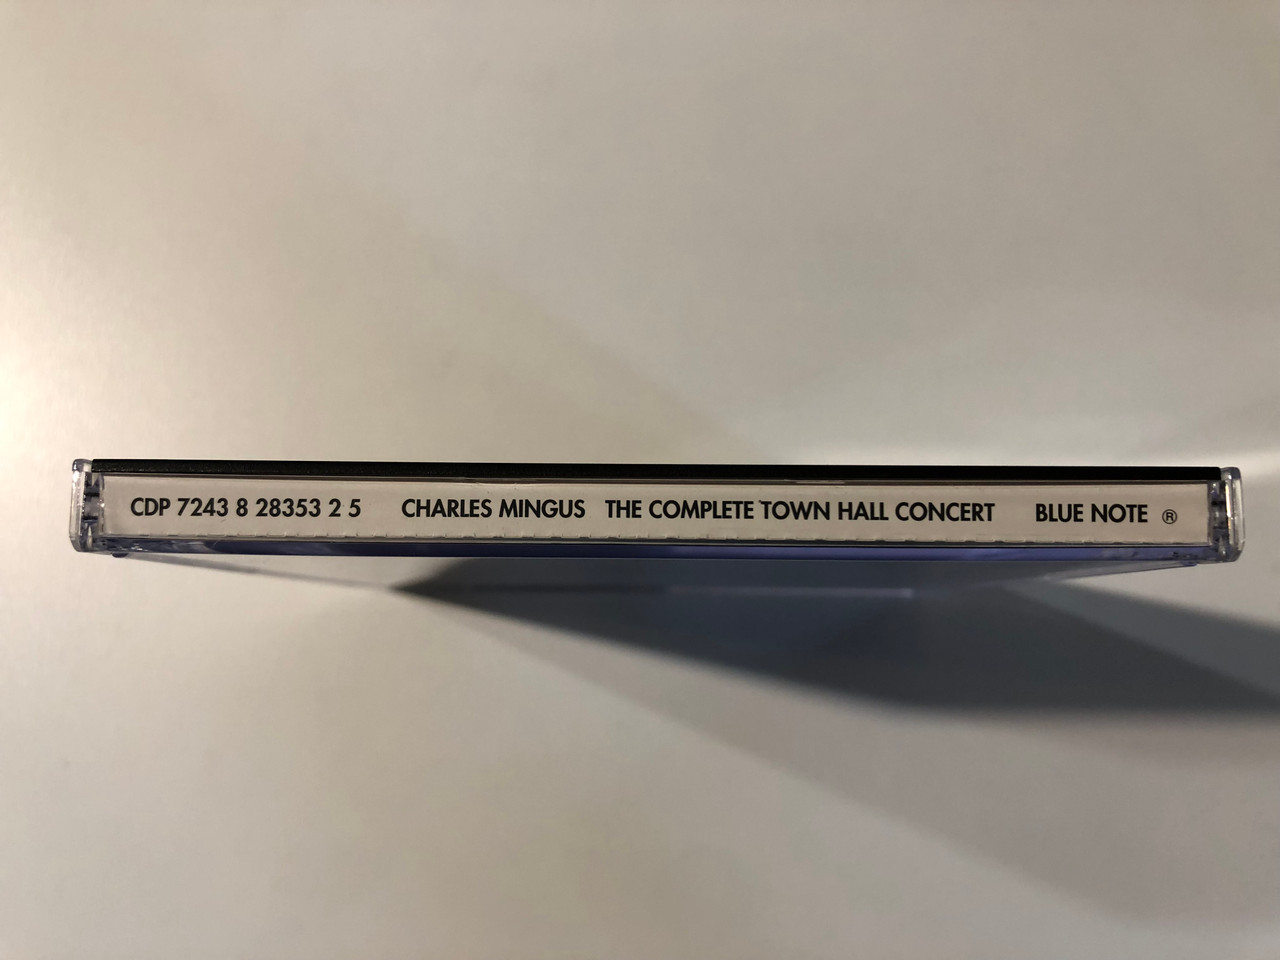 CDP 7243 8 28353 2 5 CHARLES MINGUS THE COMPLETE TOWN HALL CONCERT BLUE NOTE ®